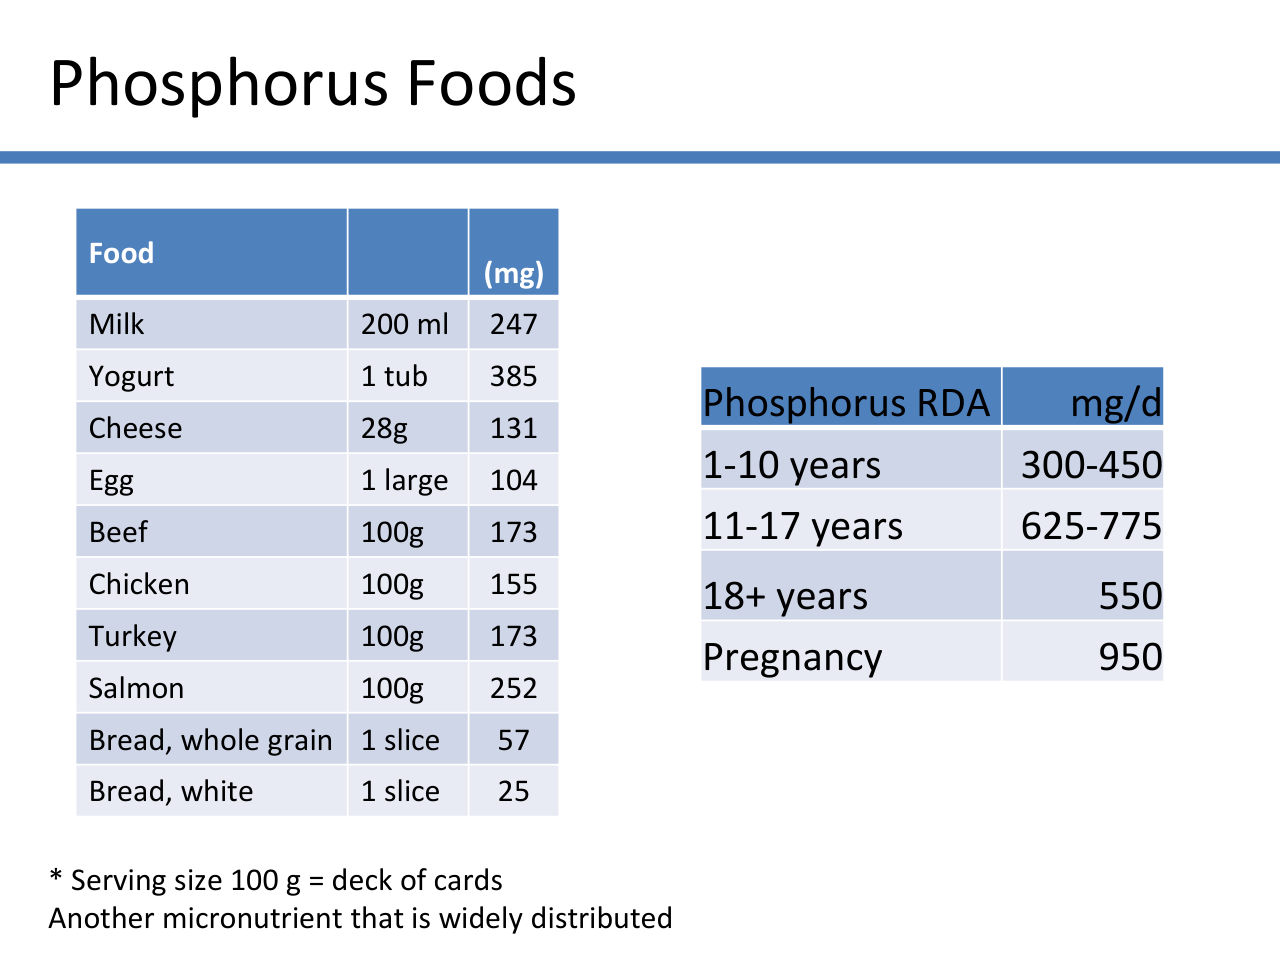 Phosphorus Foods
Food (mg)
Milk 200 ml 247
Yogurt 1 tub 385
Cheese 28g 131
Egg 1 large 104
Beef 100g 173
Chicken 100g 155
Turkey 100g 173
Salmon 100g 252
Bread, whole grain 1 slice 57
Bread, white 1 slice 25
Phosphorus RDA mg/d
1-10 years 300-450
11-17 years 625-775
18+ years 550
Pregnancy 950
* Serving size 100 g = deck of cards
Another micronutrient that is widely distributed